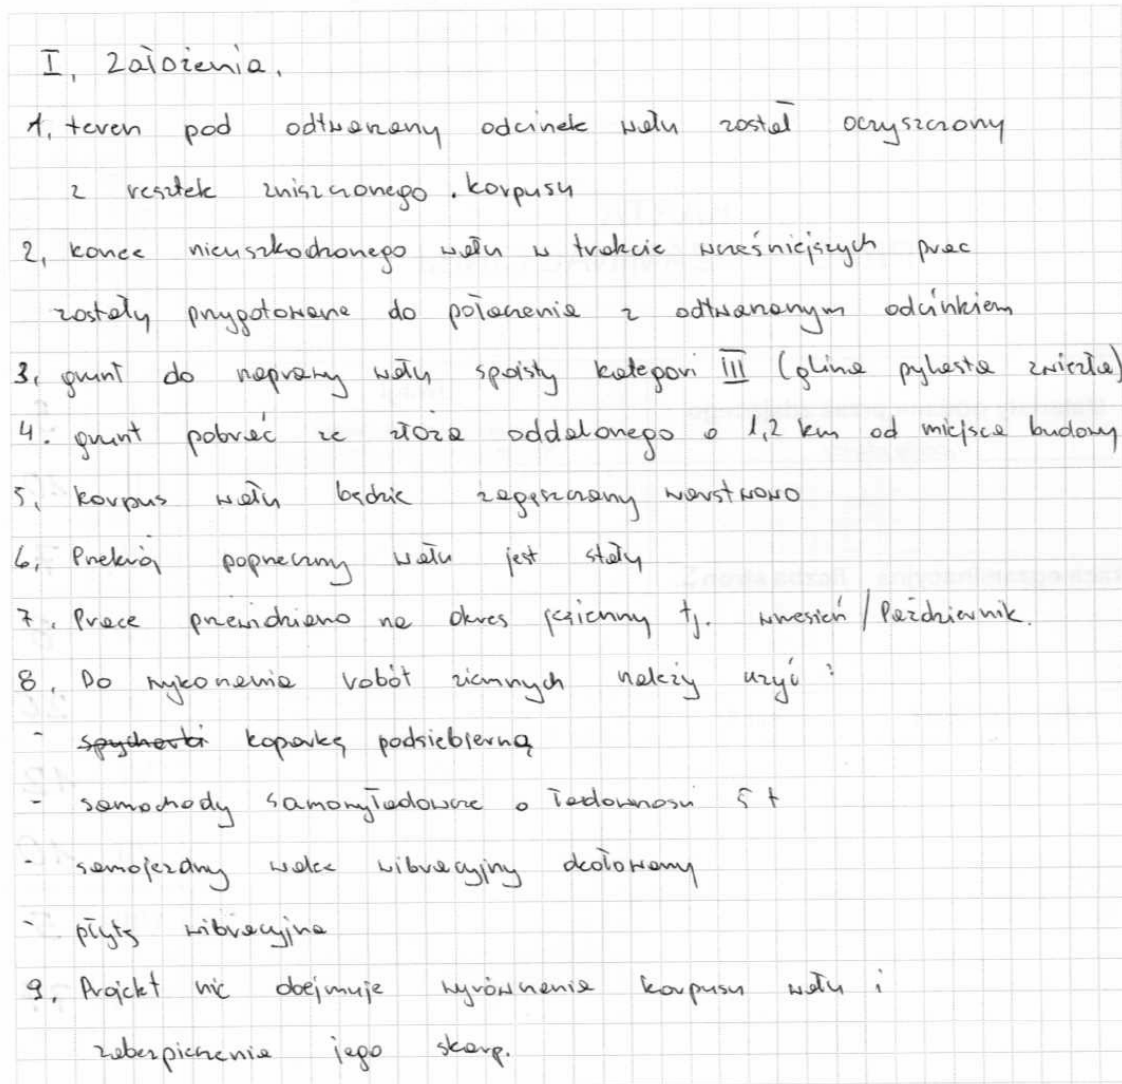 I, Założenia.
1, teren pod odtwarzany odcinek wału został oczyszczony
z resztek zniszczonego. korpusu
2, końce nieuszkodzonego wału w trakcie wcześniejszych prac
zostały przygotowane do połączenia z odtwarzanym odcinkiem
3, grunt do naprawy wału spoisty kategori III (glina pylasta zwięzła)
4. grunt pobrać ze złoża oddalonego o 1,2 km od miejsca budowy
5, korpus wału będzie zagęszczany warstwowo
6, Przekrój poprzeczny wału jest stały
7, Prace przewidziano na okres jesienny tj. wrzesień / Październik.
8, Do wykonania robót ziemnych należy użyć :
- spycharki koparkę podsiębierną
- samochody samowyładowcze o ładowności 5 t
- samojezdny walec wibracyjny okołowany
- płytę wibracyjna
9, Projekt nie obejmuje wyrównania korpusu wału i
zabezpieczenia jego skarp.